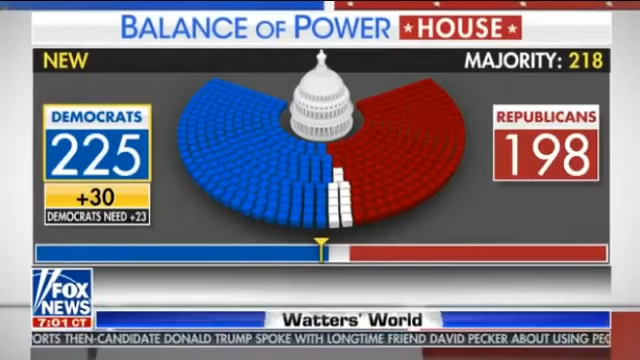 BALANCE OF POWER ★HOUSE★
NEW
MAJORITY: 218
DEMOCRATS
225
+30
DEMOCRATS NEED +23
REPUBLICANS
198
FOX
NEWS
7:01 CT
Watters' World
ORTS THEN-CANDIDATE DONALD TRUMP SPOKE WITH LONGTIME FRIEND DAVID PECKER ABOUT USING